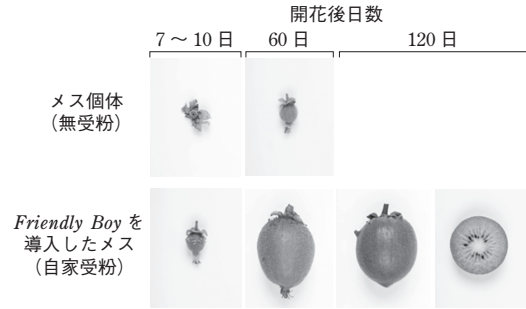 開花後日数
7 〜 10 日 60 日 120 日
メス個体
(無受粉)
Friendly Boy を
導入したメス
(自家受粉)